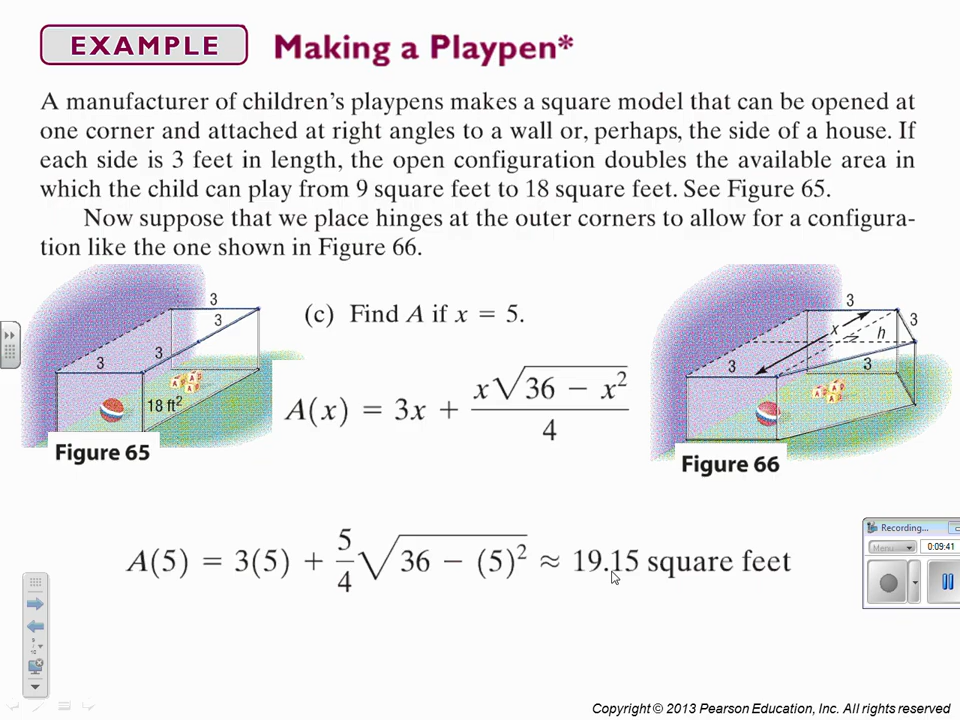 EXAMPLE Making a Playpen*
A manufacturer of children's playpens makes a square model that can be opened at
one corner and attached at right angles to a wall or, perhaps, the side of a house. If
each side is 3 feet in length, the open configuration doubles the available area in
which the child can play from 9 square feet to 18 square feet. See Figure 65.
Now suppose that we place hinges at the outer corners to allow for a configura-
tion like the one shown in Figure 66.
3
3
3
3
18 ft²
Figure 65
(c) Find A if x = 5.
A(x) = 3x + x√(36 − x²)/4
3
3
x
h
3
3
Figure 66
A(5) = 3(5) + 5/4 √(36 − (5)²) ≈ 19.15 square feet
Recording...
Menu
0:09:41
Copyright © 2013 Pearson Education, Inc. All rights reserved